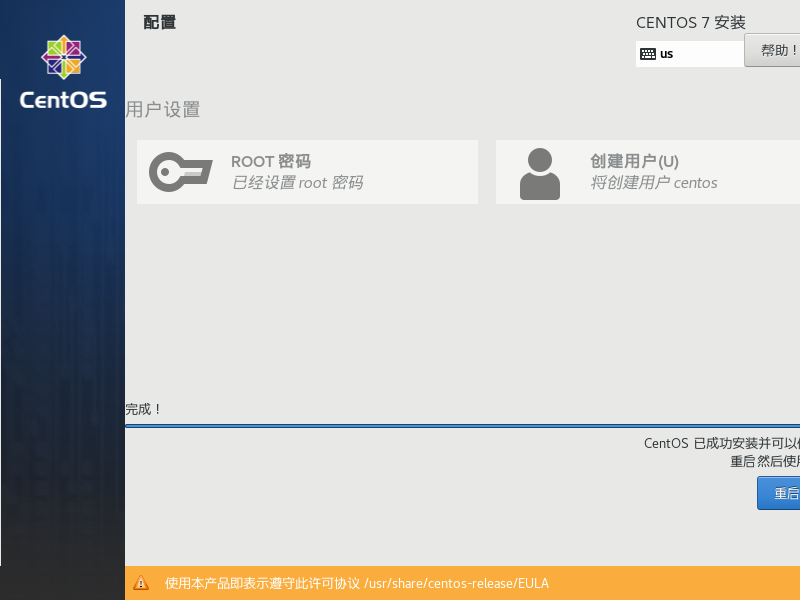 配置
CENTOS 7 安装
us
帮助！
CentOS
用户设置
ROOT 密码
已经设置 root 密码
创建用户(U)
将创建用户 centos
完成！
CentOS 已成功安装并可以
重启然后使用
重启
使用本产品即表示遵守此许可协议 /usr/share/centos-release/EULA